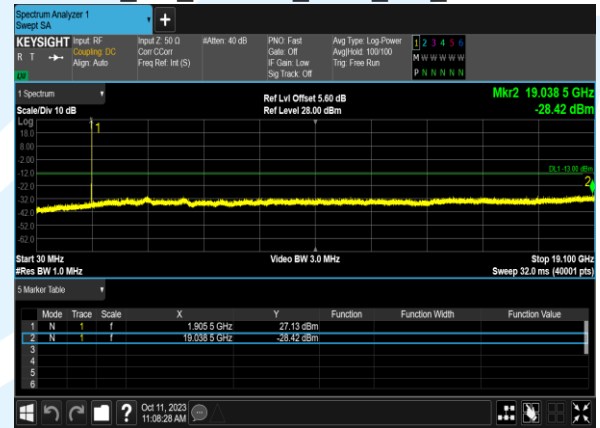 Spectrum Analyzer 1
Swept SA
+
KEYSIGHT Input: RF Input Z: 50 Ω #Atten: 40 dB PNO: Fast Avg Type: Log-Power 1 2 3 4 5 6
R T Coupling: DC Corr CCorr Gate: Off Avg|Hold: 100/100 M W W W W W
Align: Auto Freq Ref: Int (S) IF Gain: Low Trig: Free Run
LV Sig Track: Off P N N N N N
1 Spectrum Ref Lvl Offset 5.60 dB Mkr2 19.038 5 GHz
Scale/Div 10 dB Ref Level 28.00 dBm -28.42 dBm
Log
18.0 1
8.00
-2.00
-12.0 DL1 -13.00 dBm
-22.0 2
-32.0
-42.0
-52.0
-62.0
Start 30 MHz Video BW 3.0 MHz Stop 19.100 GHz
#Res BW 1.0 MHz Sweep 32.0 ms (40001 pts)
5 Marker Table
Mode Trace Scale X Y Function Function Width Function Value
1 N 1 f 1.905 5 GHz 27.13 dBm
2 N 1 f 19.038 5 GHz -28.42 dBm
3
4
5
6
? Oct 11, 2023
11:08:28 AM